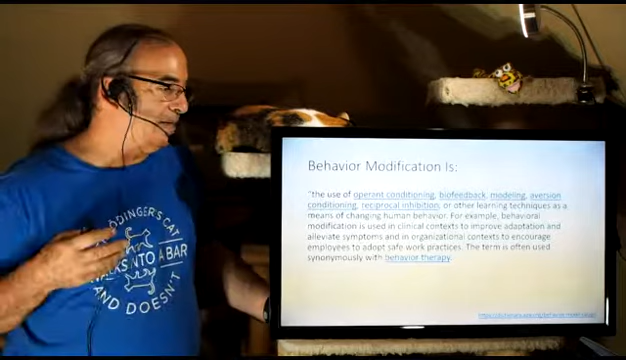 Behavior Modification Is:
"the use of operant conditioning, biofeedback, modeling, aversion
conditioning, reciprocal inhibition, or other learning techniques as a
means of changing human behavior. For example, behavioral
modification is used in clinical contexts to improve adaptation and
alleviate symptoms and in organizational contexts to encourage
employees to adopt safe work practices. The term is often used
synonymously with behavior therapy.
INTO A BAR
AND DOESN'T